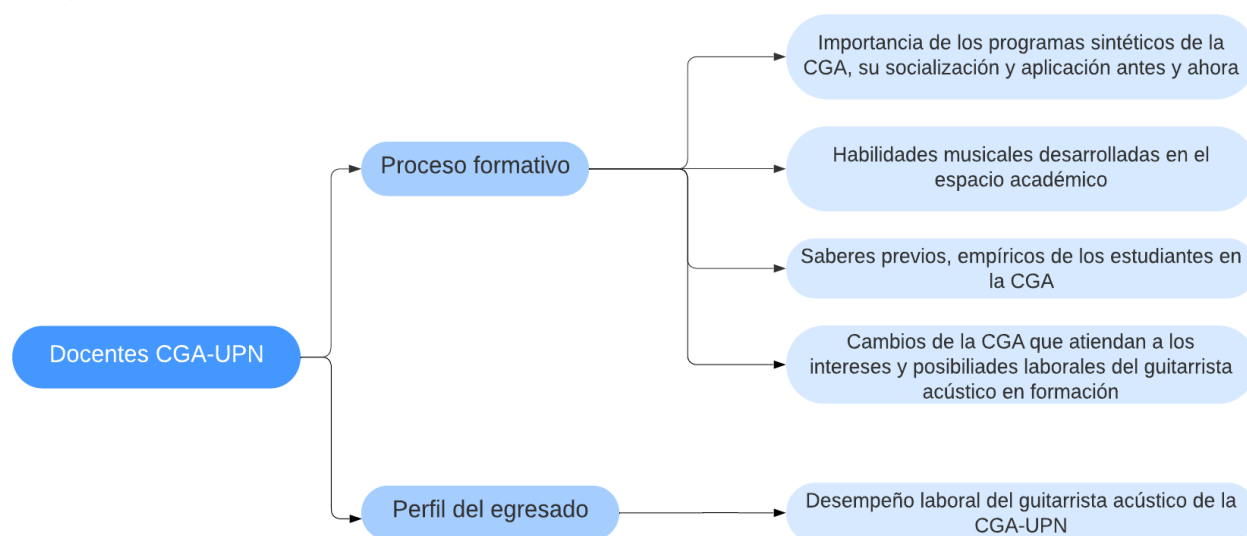 Importancia de los programas sintéticos de la
CGA, su socialización y aplicación antes y ahora
Proceso formativo
Habilidades musicales desarrolladas en el
espacio académico
Saberes previos, empíricos de los estudiantes en
la CGA
Docentes CGA-UPN
Cambios de la CGA que atiendan a los
intereses y posibiliades laborales del guitarrista
acústico en formación
Perfil del egresado
Desempeño laboral del guitarrista acústico de la
CGA-UPN